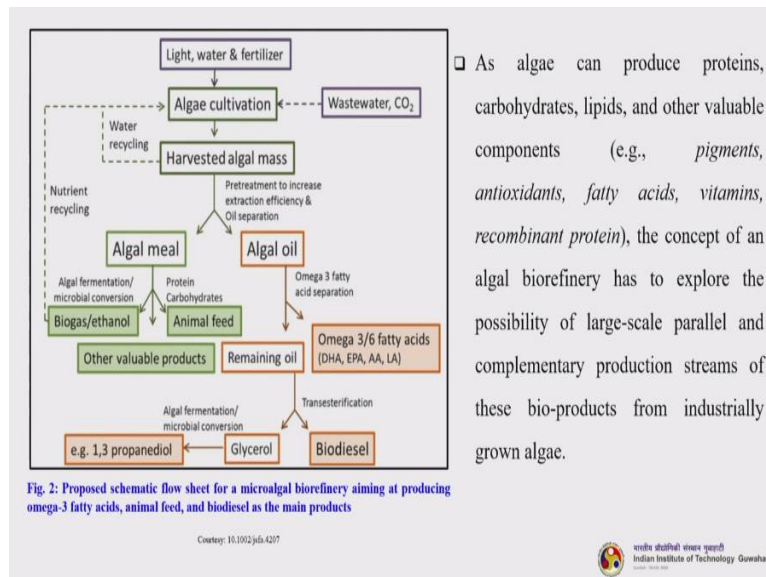 Light, water & fertilizer
Algae cultivation
Wastewater, CO₂
Water
recycling
Harvested algal mass
Nutrient
recycling
Pretreatment to increase
extraction efficiency &
Oil separation
Algal meal
Algal oil
Algal fermentation/
microbial conversion
Protein
Carbohydrates
Omega 3 fatty
acid separation
Biogas/ethanol
Animal feed
Other valuable products
Remaining oil
Omega 3/6 fatty acids
(DHA, EPA, AA, LA)
Transesterification
Algal fermentation/
microbial conversion
e.g. 1,3 propanediol
Glycerol
Biodiesel
Fig. 2: Proposed schematic flow sheet for a microalgal biorefinery aiming at producing
omega-3 fatty acids, animal feed, and biodiesel as the main products
Courtesy: 10.1002/jsfa.4207
❑ As algae can produce proteins,
carbohydrates, lipids, and other valuable
components (e.g., pigments,
antioxidants, fatty acids, vitamins,
recombinant protein), the concept of an
algal biorefinery has to explore the
possibility of large-scale parallel and
complementary production streams of
these bio-products from industrially
grown algae.
भारतीय प्रौद्योगिकी संस्थान गुवाहाटी
Indian Institute of Technology Guwaha